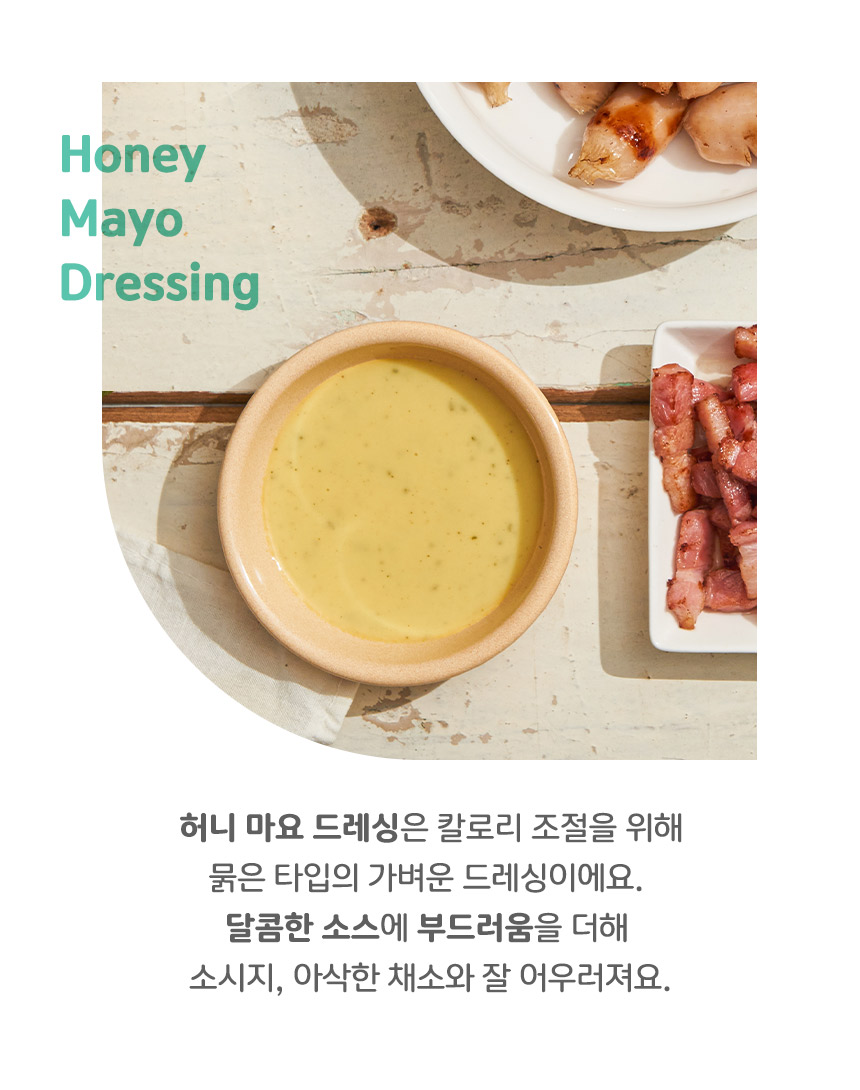 Honey
Mayo
Dressing
허니 마요 드레싱은 칼로리 조절을 위해
묽은 타입의 가벼운 드레싱이에요.
달콤한 소스에 부드러움을 더해
소시지, 아삭한 채소와 잘 어우러져요.